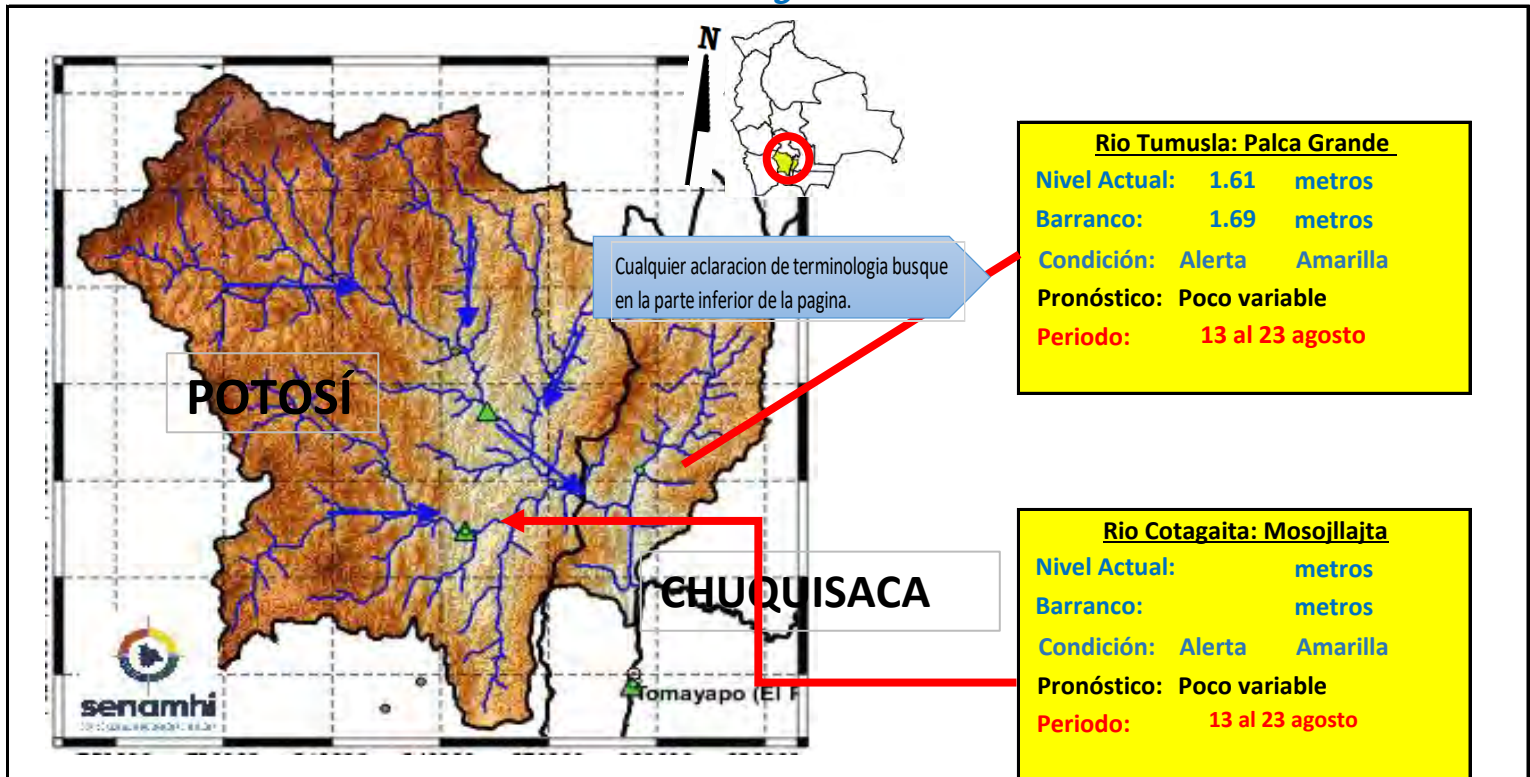 N
Cualquier aclaracion de terminologia busque
en la parte inferior de la pagina.
POTOSÍ
CHUQUISACA
Tomayapo (El
senamhi
Rio Tumusla: Palca Grande
Nivel Actual: 1.61 metros
Barranco: 1.69 metros
Condición: Alerta Amarilla
Pronóstico: Poco variable
Periodo: 13 al 23 agosto
Rio Cotagaita: Mosojllajta
Nivel Actual: metros
Barranco: metros
Condición: Alerta Amarilla
Pronóstico: Poco variable
Periodo: 13 al 23 agosto